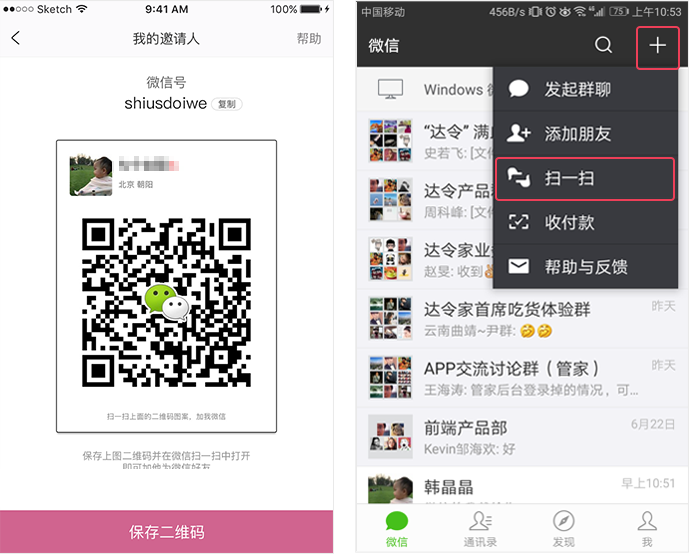 Sketch
9:41 AM
100%
我的邀请人
帮助
微信号
shiusdoiwe
复制
北京 朝阳
扫一扫上面的二维码图案，加我微信
保存上图二维码并在微信扫一扫中打开
即可加他为微信好友
保存二维码
中国移动
456B/s
75
上午10:53
微信
Windows
发起群聊
添加朋友
扫一扫
收付款
帮助与反馈
“达令”
史若飞: [文
达令产品
周科峰: [文
达令家业
赵旻: 收到
达令家首席吃货体验群
昨天
云南曲靖~尹群: 🤣🤣
APP交流讨论群（管家）
昨天
王海涛: 管家后台登录掉的情况，可...
前端产品部
6月22日
Kevin邹海欢: 好
韩晶晶
早上10:51
微信
通讯录
发现
我